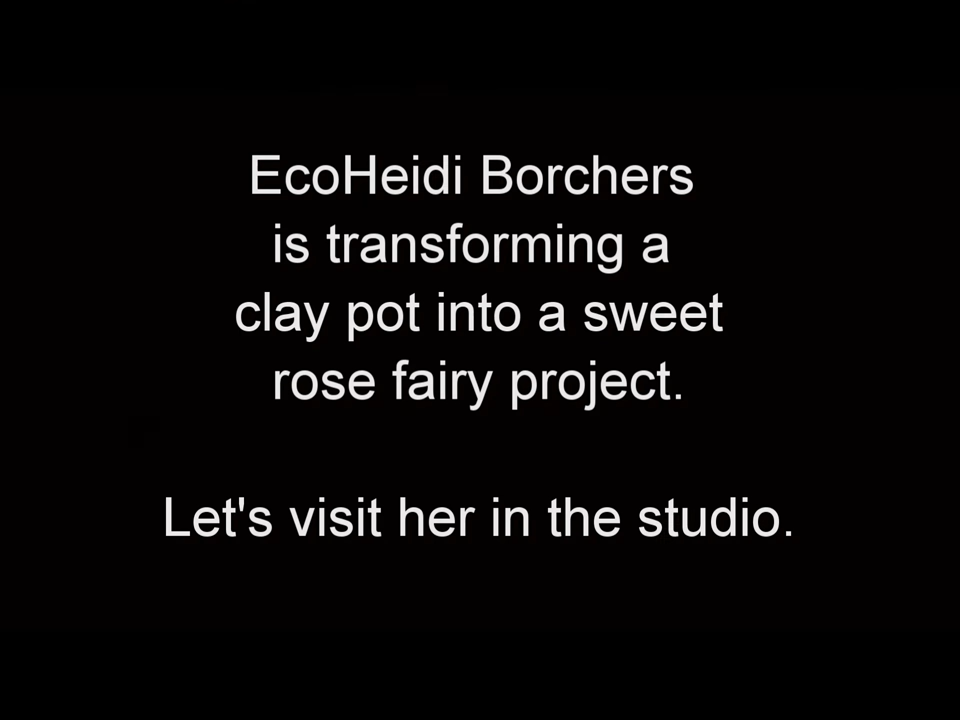 EcoHeidi Borchers
is transforming a
clay pot into a sweet
rose fairy project.
Let's visit her in the studio.